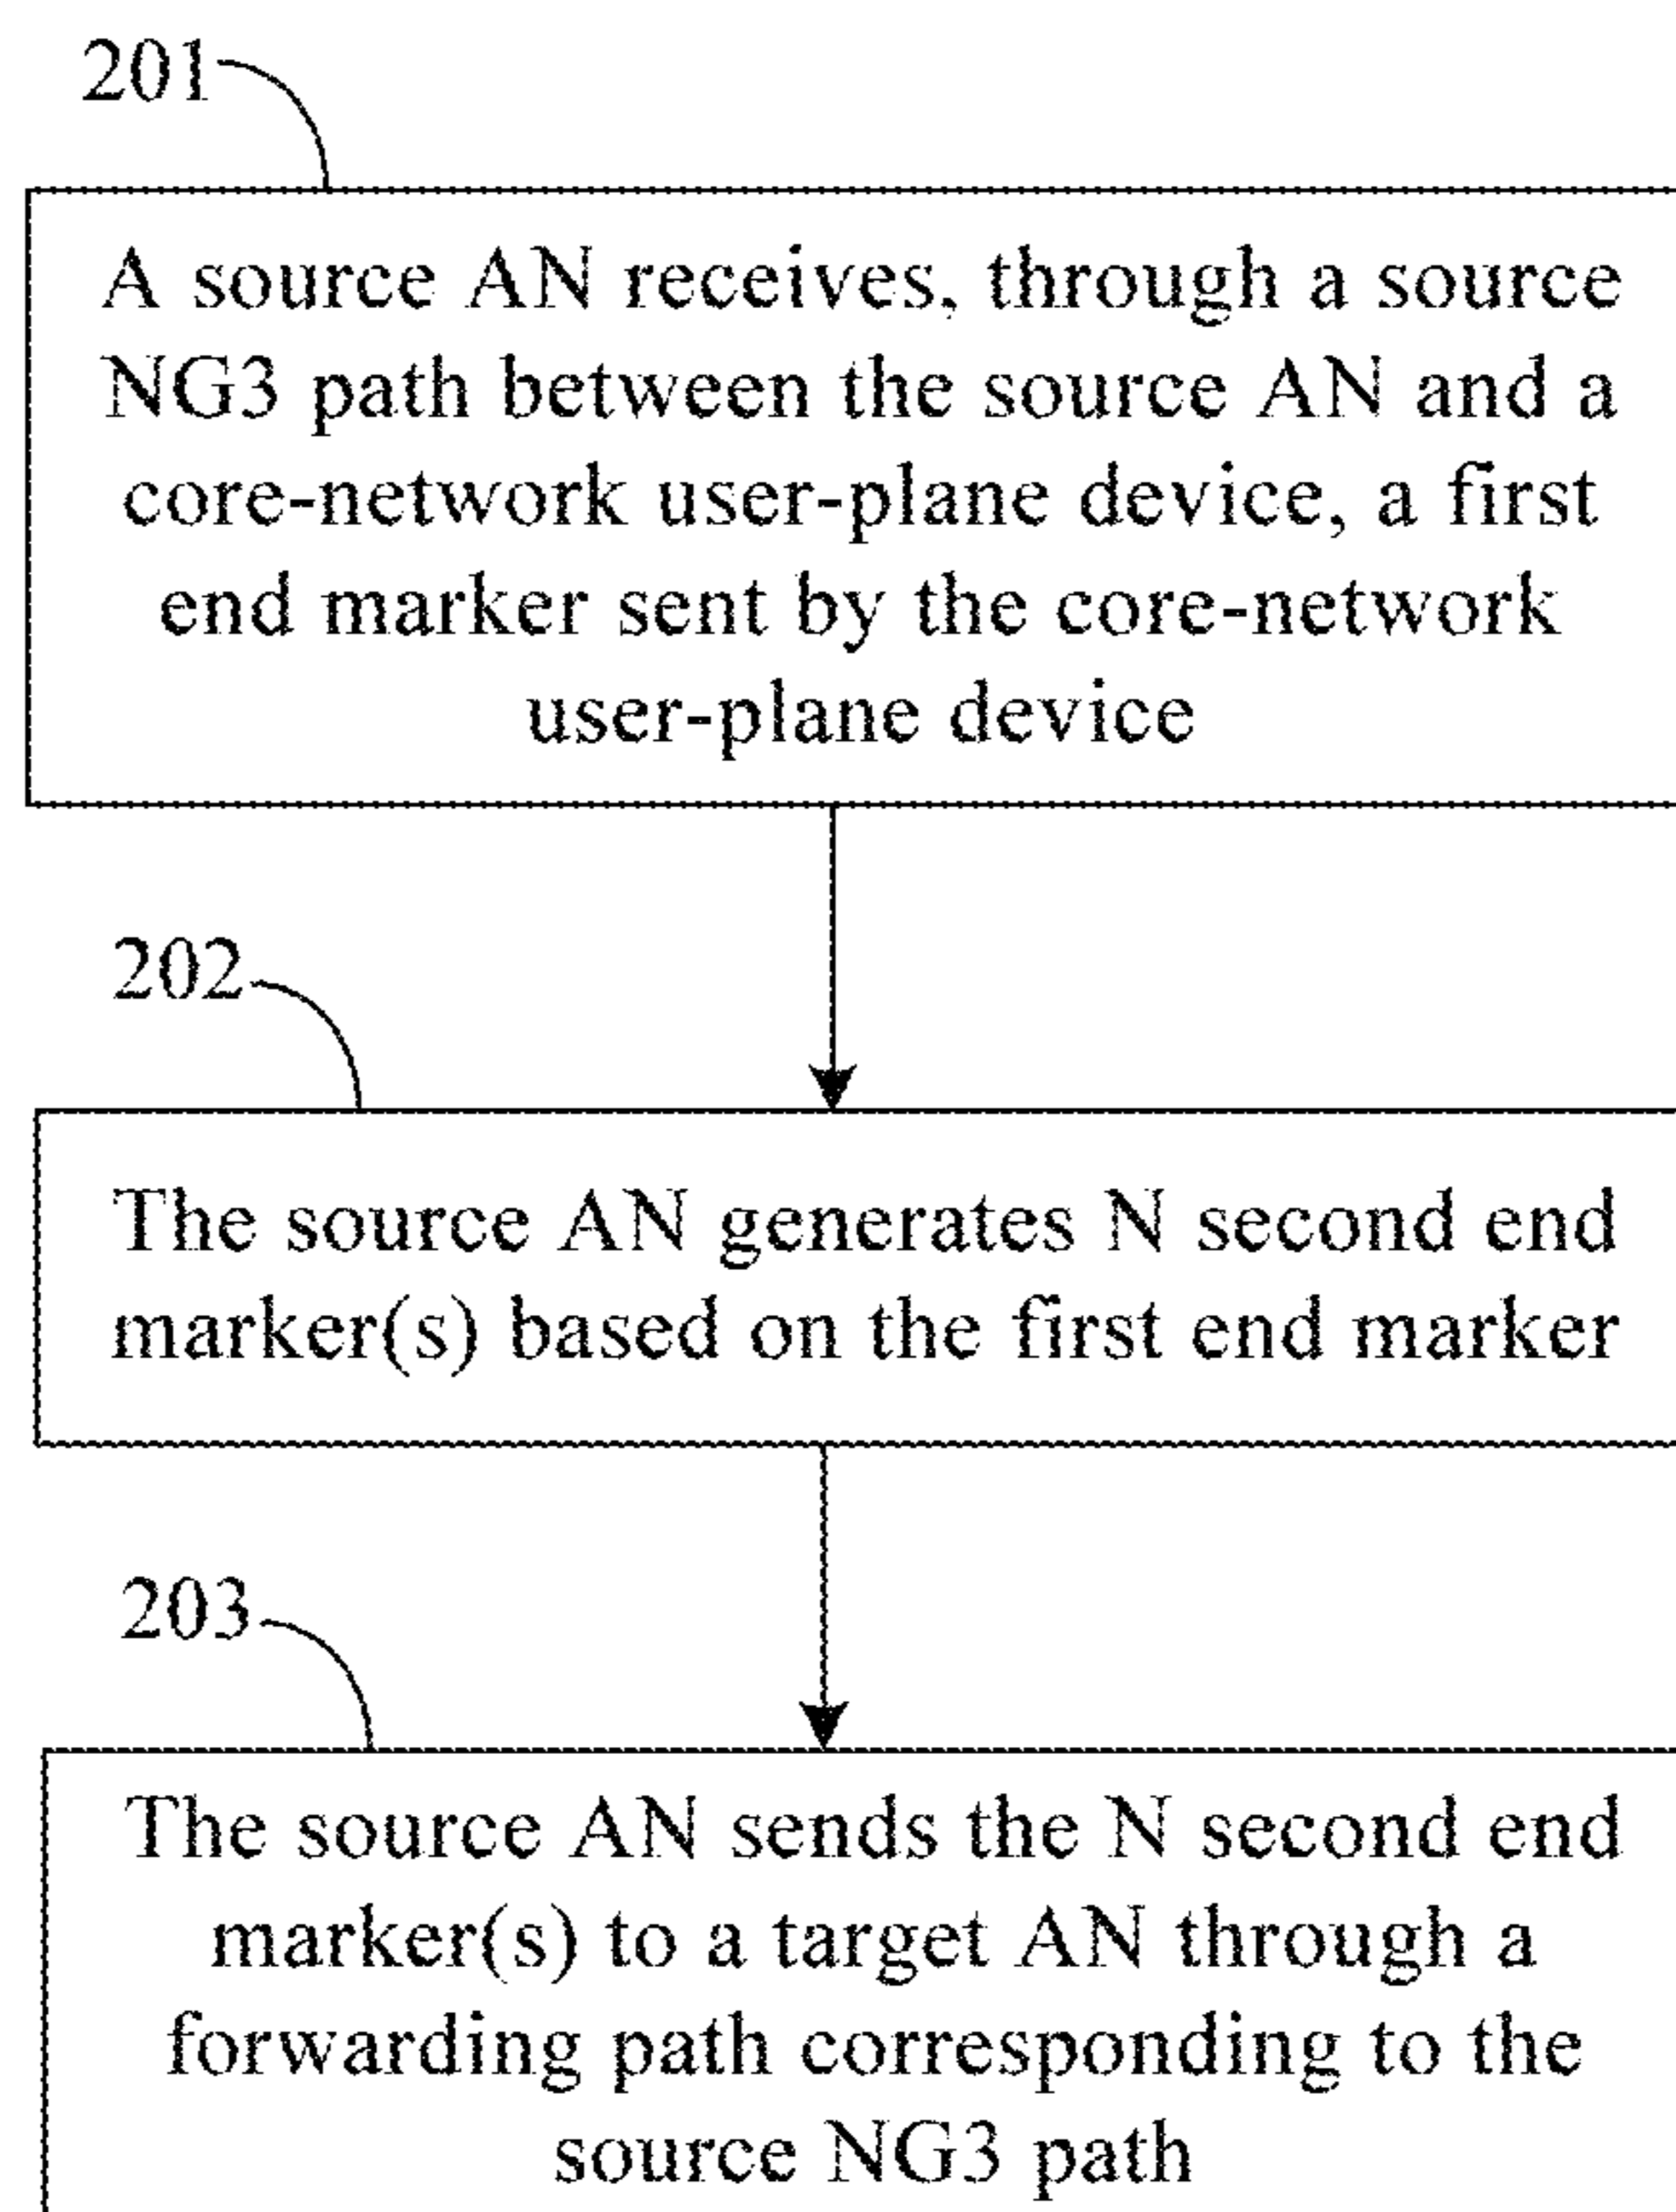 201
A source AN receives, through a source
NG3 path between the source AN and a
core-network user-plane device, a first
end marker sent by the core-network
user-plane device
202
The source AN generates N second end
marker(s) based on the first end marker
203
The source AN sends the N second end
marker(s) to a target AN through a
forwarding path corresponding to the
source NG3 path